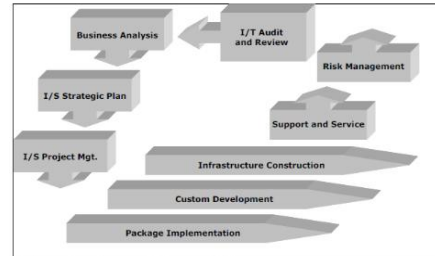 Business Analysis
I/T Audit
and Review
Risk Management
I/S Strategic Plan
Support and Service
I/S Project Mgt.
Infrastructure Construction
Custom Development
Package Implementation